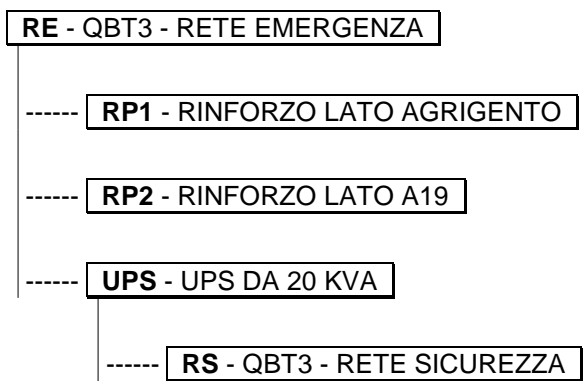 RE - QBT3 - RETE EMERGENZA
------ RP1 - RINFORZO LATO AGRIGENTO
------ RP2 - RINFORZO LATO A19
------ UPS - UPS DA 20 KVA
------ RS - QBT3 - RETE SICUREZZA